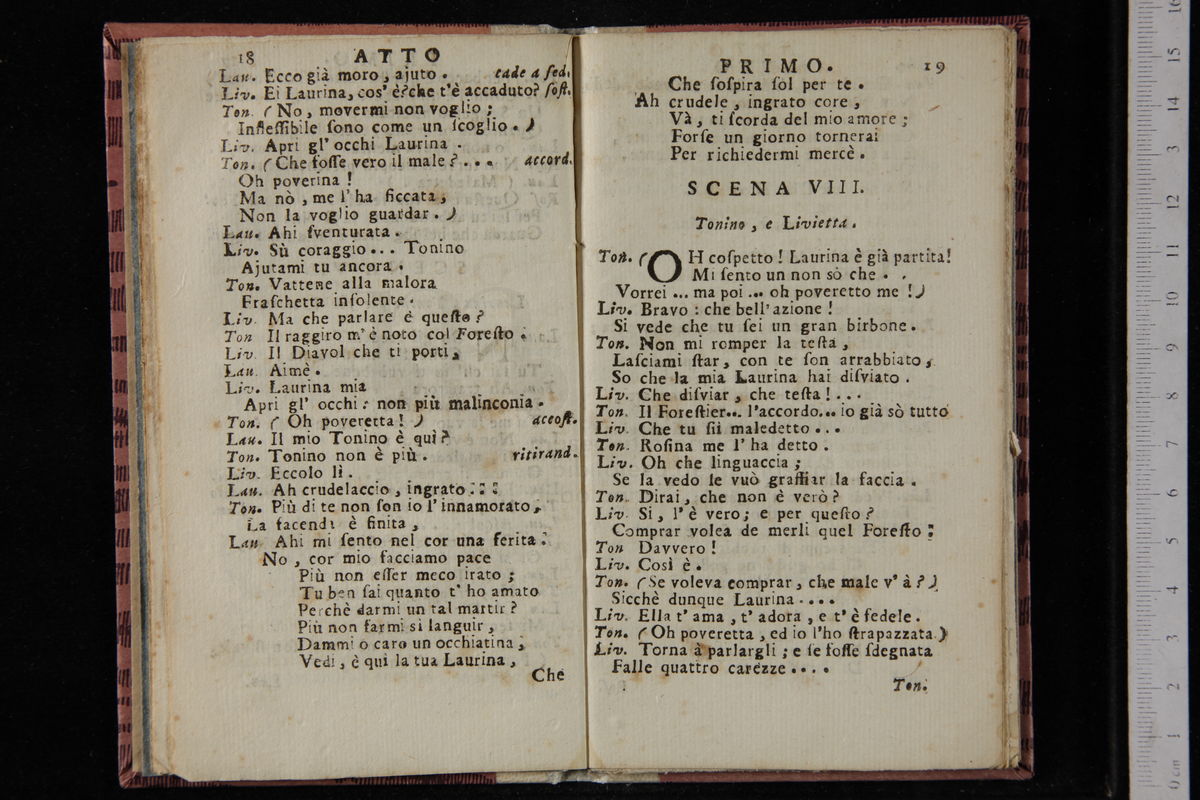 18 ATTO
Lau. Ecco già moro, ajuto. cade a ſed.
Liv. Ei Laurina, cos' è? che t'è accaduto? ſoſt.
Ton. (No, movermi non voglio;
Infleſſibile ſono come un ſcoglio.)
Liv. Apri gl' occhi Laurina.
Ton. (Che foſſe vero il male?... accord.
Oh poverina!
Ma nò, me l' ha ficcata;
Non la voglio guardar.)
Lau. Ahi ſventurata.
Liv. Sù coraggio... Tonino
Ajutami tu ancora.
Ton. Vattene alla malora
Fraſchetta inſolente.
Liv. Ma che parlare è queſto?
Ton Il raggiro m' è noto col Foreſto.
Liv. Il Diavol che ti porti,
Lau. Aimè.
Liv. Laurina mia
Apri gl' occhi: non più malinconia.
Ton. (Oh poveretta!) accoſt.
Lau. Il mio Tonino è quì?
Ton. Tonino non è più. ritirand.
Liv. Eccolo lì.
Lau. Ah crudelaccio, ingrato...
Ton. Più di te non ſon io l'innamorato,
La facenda è finita,
Lau Ahi mi ſento nel cor una ferita.
No, cor mio facciamo pace
Più non eſſer meco irato;
Tu ben ſai quanto t' ho amato
Perchè darmi un tal martir?
Più non farmi sì languir,
Dammi o caro un occhiatina;
Vedi, è quì la tua Laurina,
Che
PRIMO. 19
Che ſoſpira ſol per te.
Ah crudele, ingrato core,
Và, ti ſcorda del mio amore;
Forſe un giorno tornerai
Per richiedermi mercè.
SCENA VIII.
Tonino, e Livietta.
Ton. (OH coſpetto! Laurina è già partita!
Mi ſento un non sò che..
Vorrei... ma poi... oh poveretto me!)
Liv. Bravo: che bell' azione!
Si vede che tu ſei un gran birbone.
Ton. Non mi romper la teſta,
Laſciami ſtar, con te ſon arrabbiato,
So che la mia Laurina hai diſviato.
Liv. Che diſviar, che teſta!...
Ton. Il Foreſtier... l'accordo... io già sò tutto
Liv. Che tu ſii maledetto...
Ton. Roſina me l' ha detto.
Liv. Oh che linguaccia;
Se la vedo le vuò graffiar la faccia.
Ton. Dirai, che non è verò?
Liv. Si, l' è vero; e per queſto?
Comprar volea de merli quel Foreſto:
Ton Davvero!
Liv. Così è.
Ton. (Se voleva comprar, che male v' à?)
Sicchè dunque Laurina....
Liv. Ella t' ama, t' adora, e t' è fedele.
Ton. (Oh poveretta, ed io l'ho ſtrapazzata)
Liv. Torna à parlargli; e ſe foſſe ſdegnata
Falle quattro carezze....
Ton.